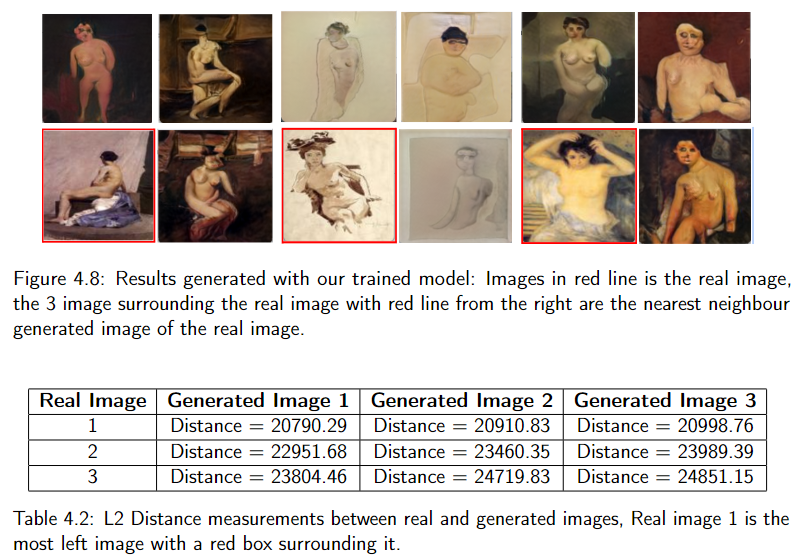 Figure 4.8: Results generated with our trained model: Images in red line is the real image,
the 3 image surrounding the real image with red line from the right are the nearest neighbour
generated image of the real image.
Real Image Generated Image 1 Generated Image 2 Generated Image 3
1 Distance = 20790.29 Distance = 20910.83 Distance = 20998.76
2 Distance = 22951.68 Distance = 23460.35 Distance = 23989.39
3 Distance = 23804.46 Distance = 24719.83 Distance = 24851.15
Table 4.2: L2 Distance measurements between real and generated images, Real image 1 is the
most left image with a red box surrounding it.